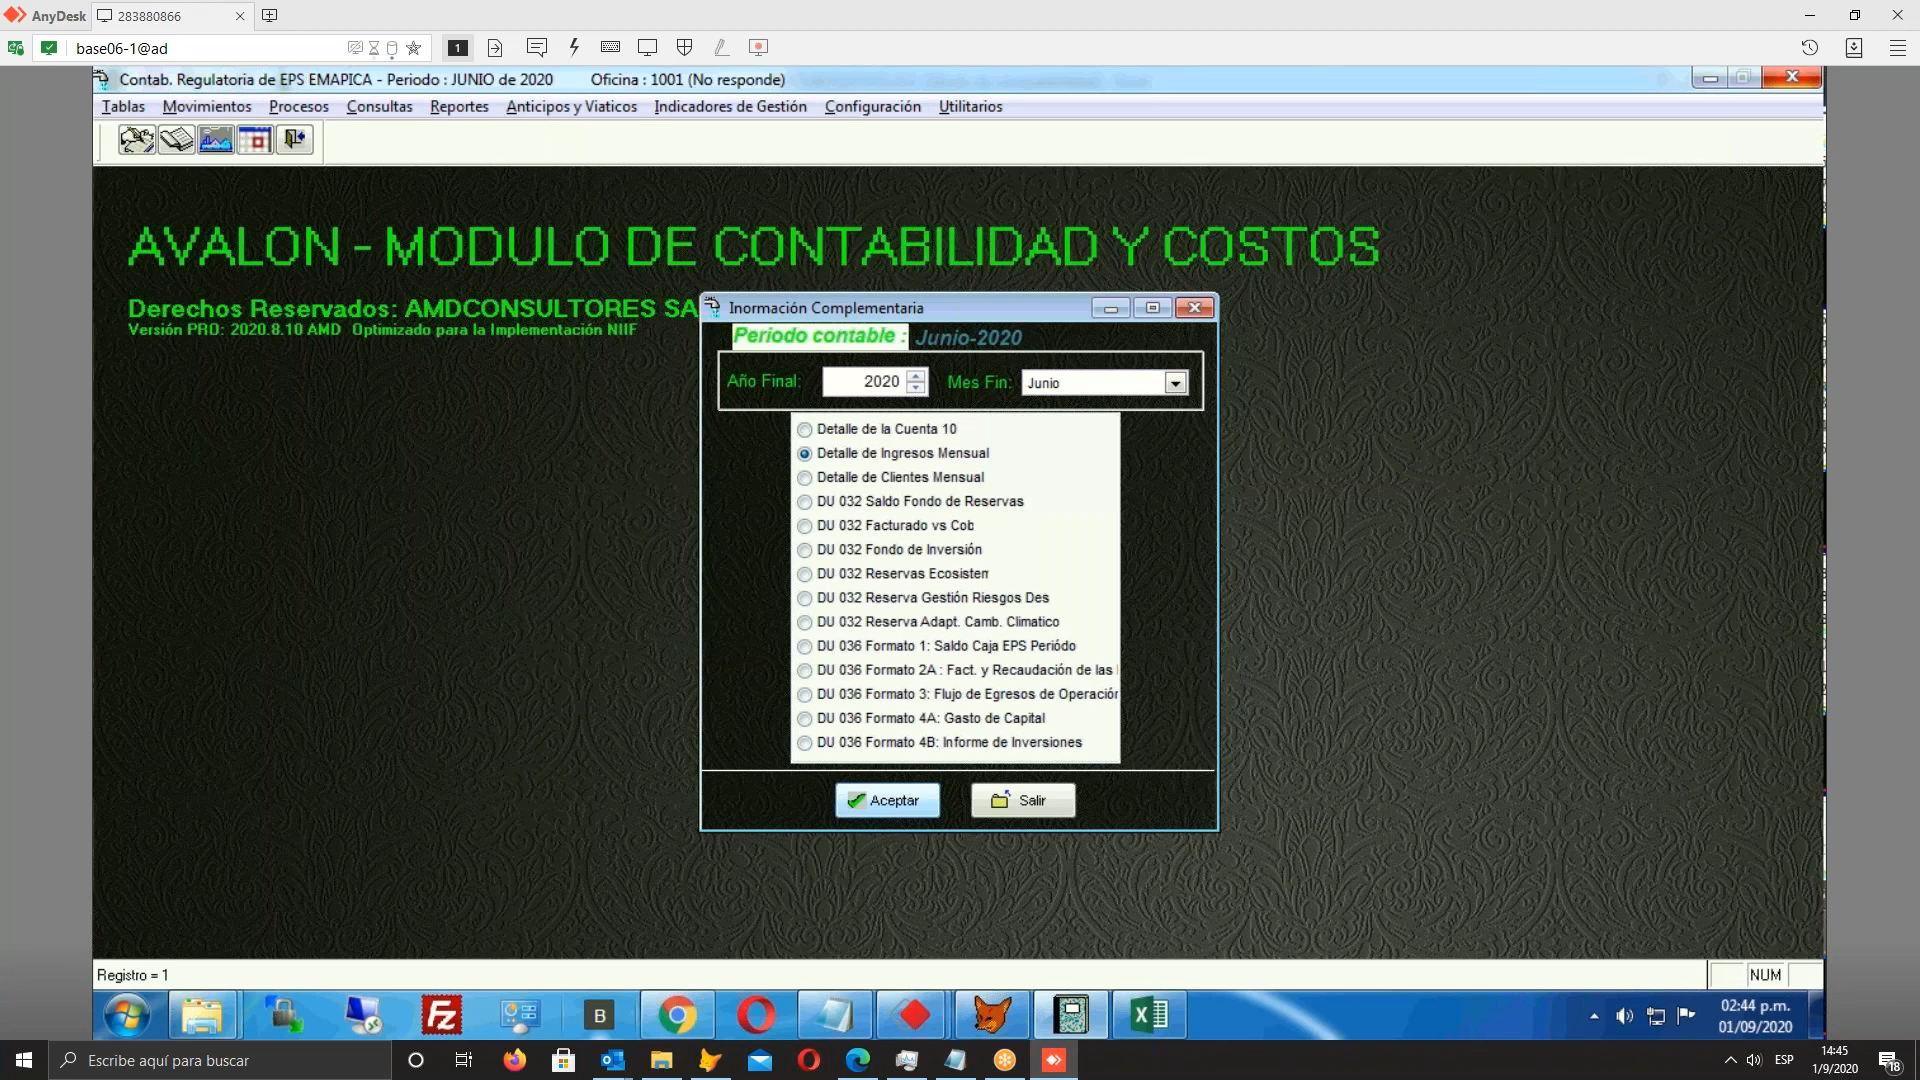 AnyDesk
283880866
base06-1@ad
1
Contab. Regulatoria de EPS EMAPICA - Periodo : JUNIO de 2020 Oficina : 1001 (No responde)
Tablas Movimientos Procesos Consultas Reportes Anticipos y Viaticos Indicadores de Gestión Configuración Utilitarios
AVALON - MODULO DE CONTABILIDAD Y COSTOS
Derechos Reservados: AMDCONSULTORES SA
Versión PRO: 2020.8.10 AMD Optimizado para la Implementación NIIF
Inormación Complementaria
Periodo contable : Junio-2020
Año Final: 2020 Mes Fin: Junio
Detalle de la Cuenta 10
Detalle de Ingresos Mensual
Detalle de Clientes Mensual
DU 032 Saldo Fondo de Reservas
DU 032 Facturado vs Cob
DU 032 Fondo de Inversión
DU 032 Reservas Ecosistem
DU 032 Reserva Gestión Riesgos Des
DU 032 Reserva Adapt. Camb. Climatico
DU 036 Formato 1: Saldo Caja EPS Periódo
DU 036 Formato 2A : Fact. y Recaudación de las
DU 036 Formato 3: Flujo de Egresos de Operación
DU 036 Formato 4A: Gasto de Capital
DU 036 Formato 4B: Informe de Inversiones
Aceptar Salir
Registro = 1
NUM
B
02:44 p.m.
01/09/2020
Escribe aquí para buscar
ESP
14:45
1/9/2020
18